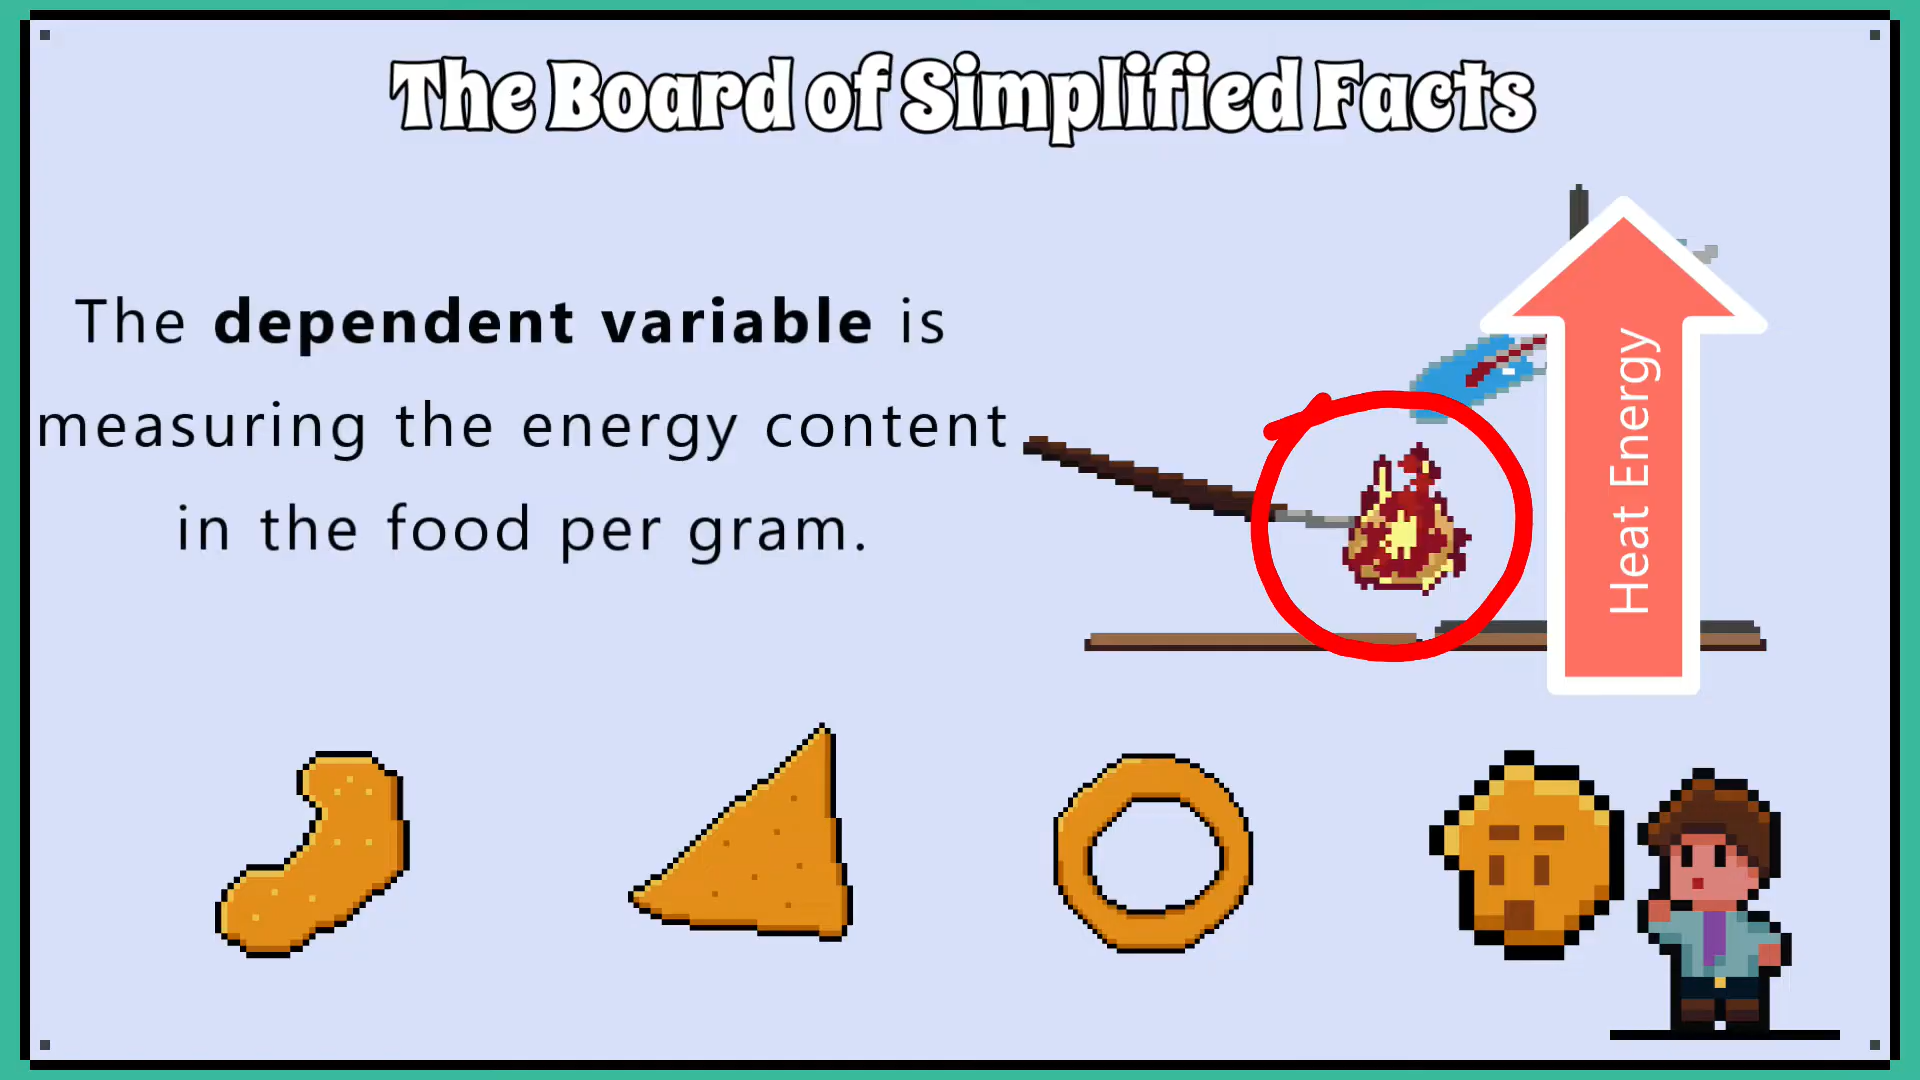 The Board of Simplified Facts
The dependent variable is
measuring the energy content
in the food per gram.
Heat Energy